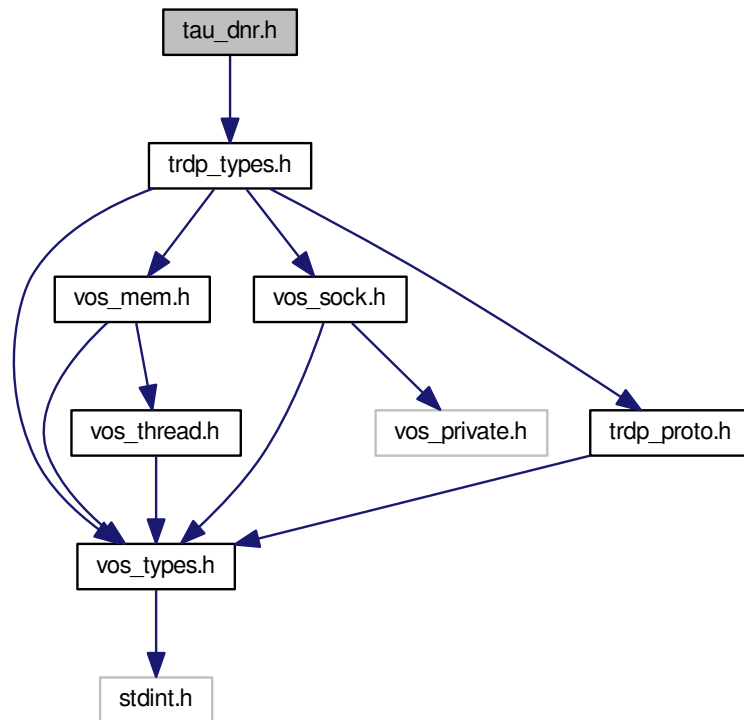 tau_dnr.h
trdp_types.h
vos_mem.h
vos_sock.h
vos_thread.h
vos_private.h
trdp_proto.h
vos_types.h
stdint.h